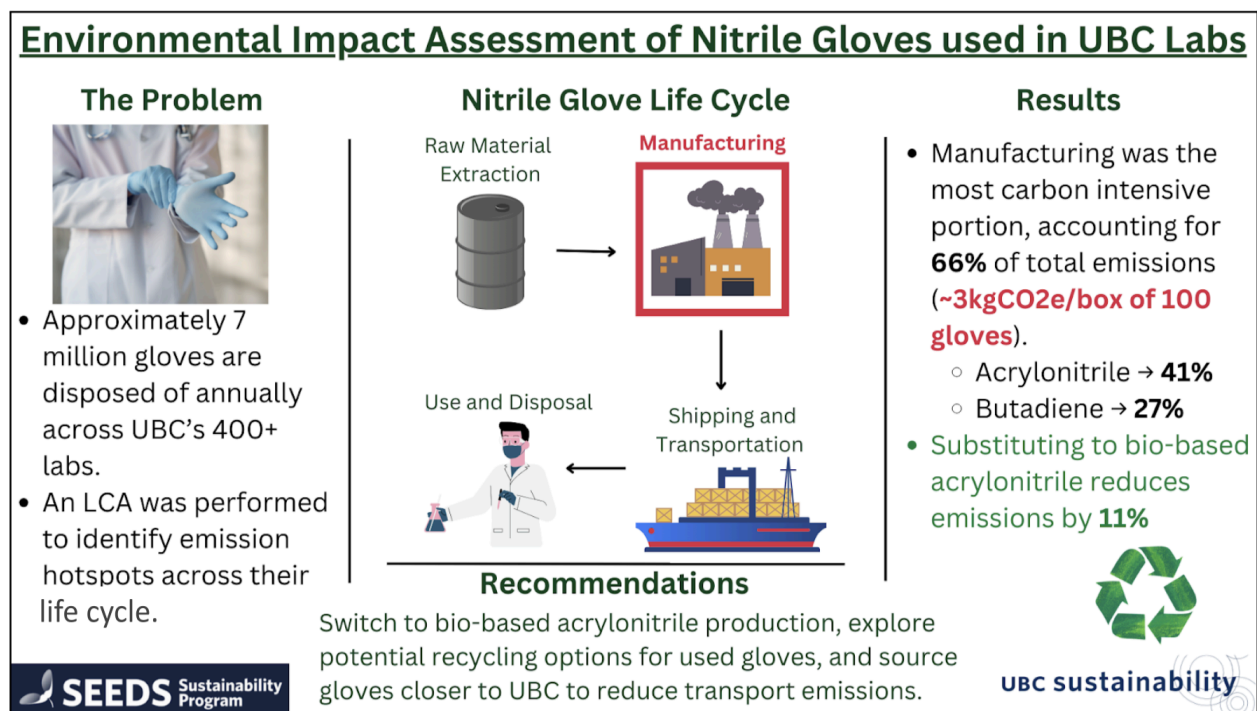 Environmental Impact Assessment of Nitrile Gloves used in UBC Labs
The Problem
Approximately 7
million gloves are
disposed of annually
across UBC’s 400+
labs.
An LCA was performed
to identify emission
hotspots across their
life cycle.
SEEDS Sustainability
Program
Nitrile Glove Life Cycle
Raw Material
Extraction
Manufacturing
Use and Disposal
Shipping and
Transportation
Recommendations
Switch to bio-based acrylonitrile production, explore
potential recycling options for used gloves, and source
gloves closer to UBC to reduce transport emissions.
Results
Manufacturing was the
most carbon intensive
portion, accounting for
66% of total emissions
(~3kgCO2e/box of 100
gloves).
Acrylonitrile → 41%
Butadiene → 27%
Substituting to bio-based
acrylonitrile reduces
emissions by 11%
UBC sustainability